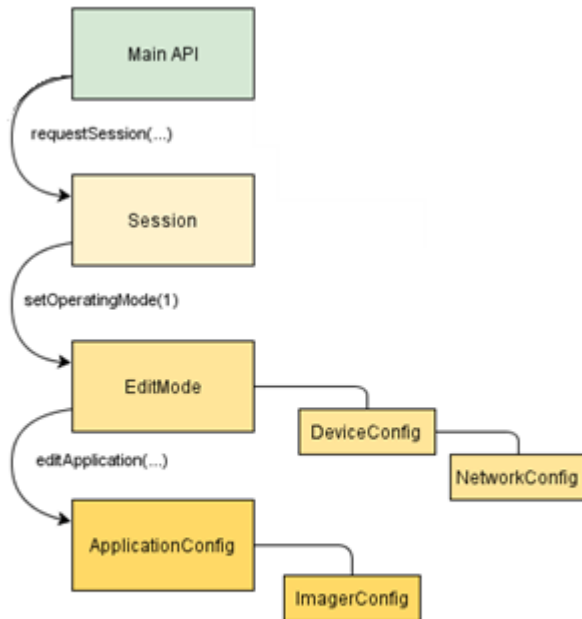 Main API
requestSession(...)
Session
setOperatingMode(1)
EditMode
DeviceConfig
editApplication(...)
NetworkConfig
ApplicationConfig
ImagerConfig